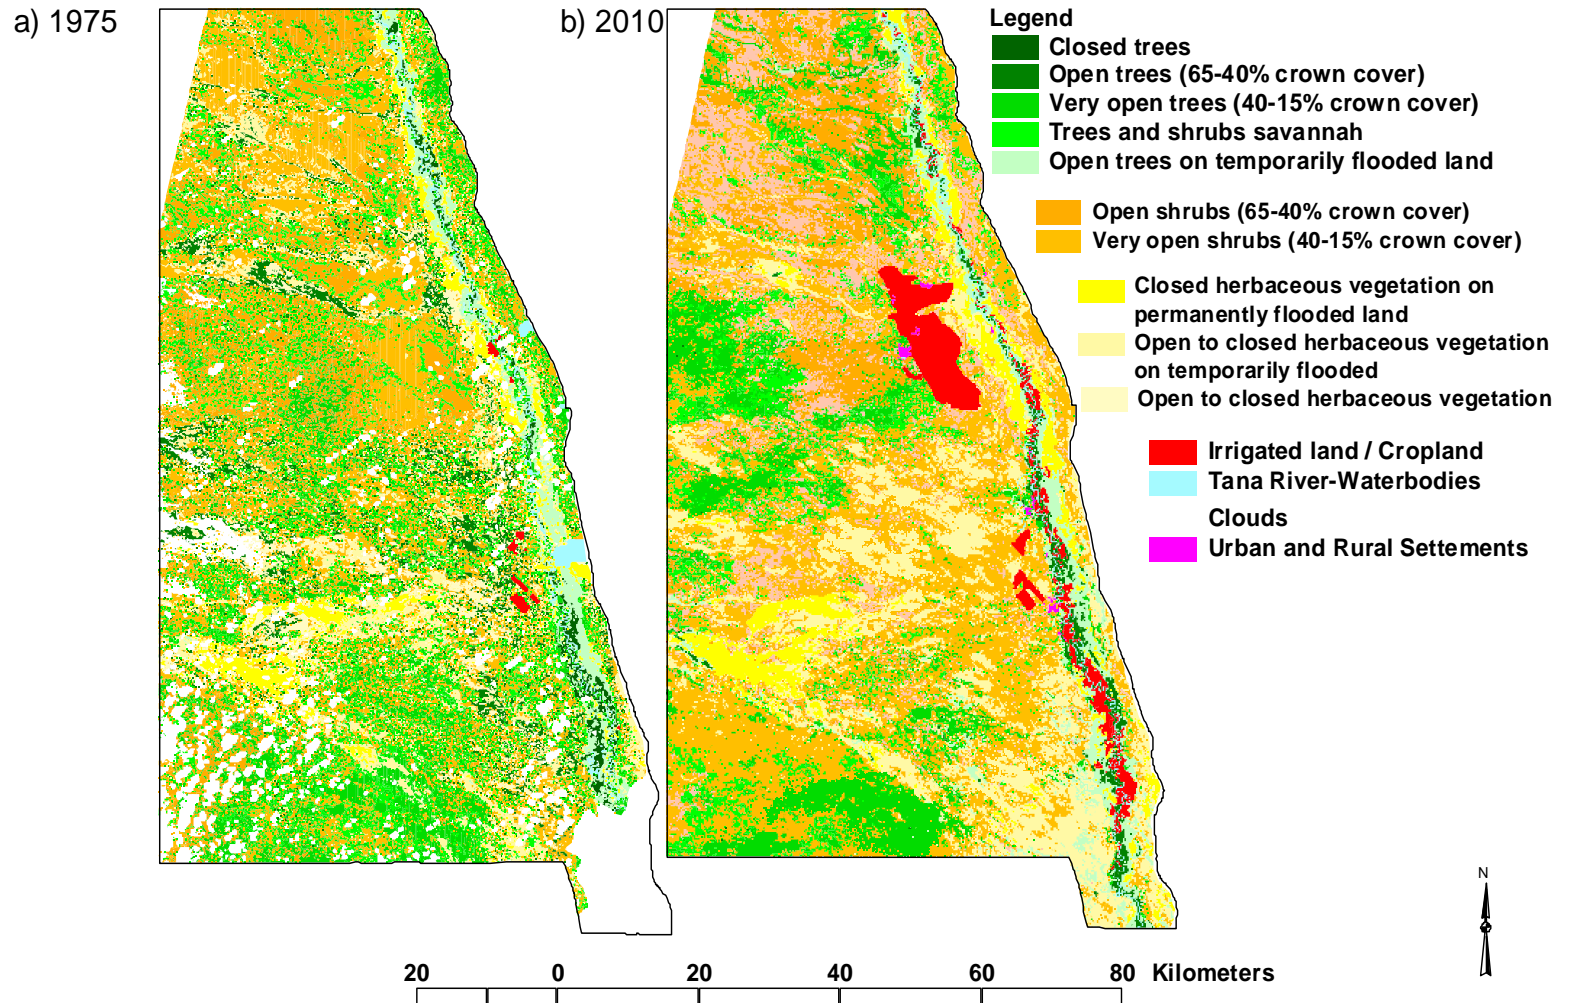 a) 1975
b) 2010
Legend
Closed trees
Open trees (65-40% crown cover)
Very open trees (40-15% crown cover)
Trees and shrubs savannah
Open trees on temporarily flooded land
Open shrubs (65-40% crown cover)
Very open shrubs (40-15% crown cover)
Closed herbaceous vegetation on
permanently flooded land
Open to closed herbaceous vegetation
on temporarily flooded
Open to closed herbaceous vegetation
Irrigated land / Cropland
Tana River-Waterbodies
Clouds
Urban and Rural Settements
N
20 0 20 40 60 80 Kilometers